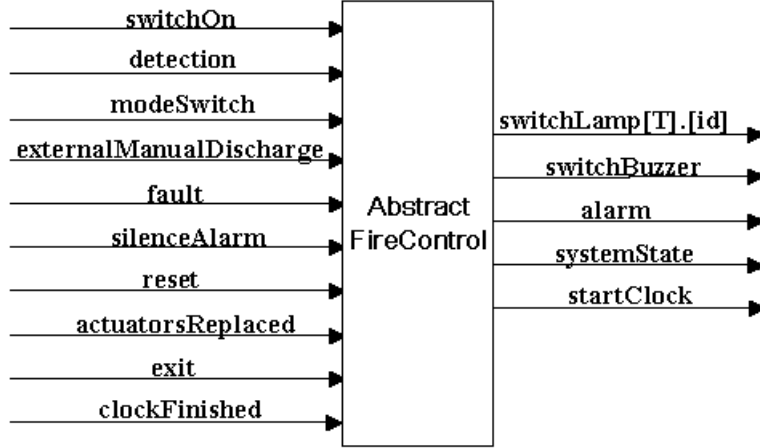 switchOn
detection
modeSwitch
externalManualDischarge
fault
silenceAlarm
reset
actuatorsReplaced
exit
clockFinished
Abstract
FireControl
switchLamp[T].[id]
switchBuzzer
alarm
systemState
startClock